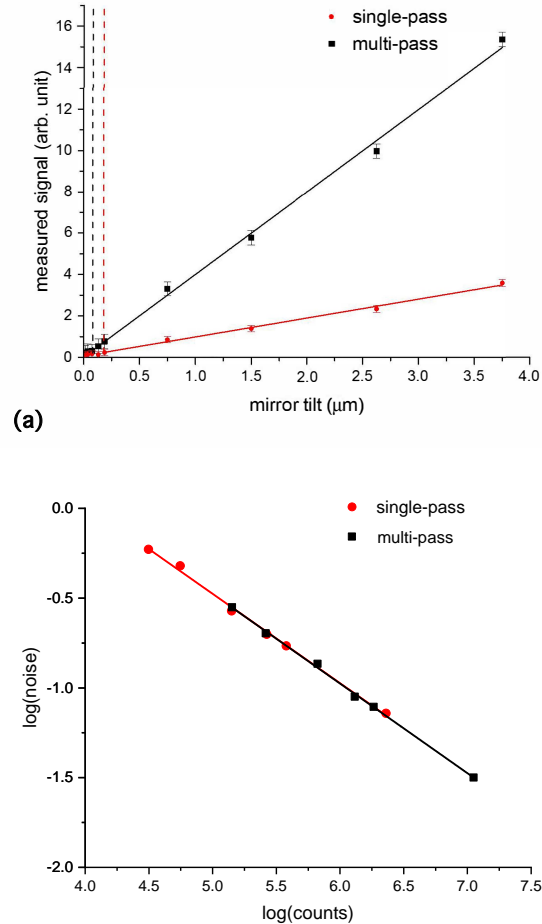 single-pass
multi-pass
measured signal (arb. unit)
16
14
12
10
8
6
4
2
0
0.0 0.5 1.0 1.5 2.0 2.5 3.0 3.5 4.0
mirror tilt (μm)
(a)
single-pass
multi-pass
log(noise)
0.0
-0.5
-1.0
-1.5
-2.0
4.0 4.5 5.0 5.5 6.0 6.5 7.0 7.5
log(counts)